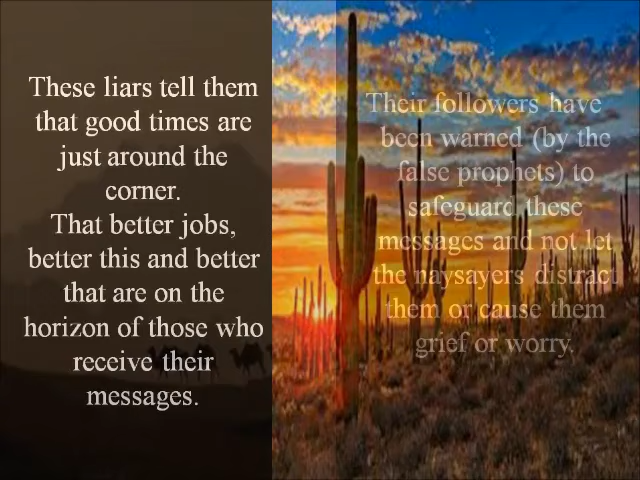 These liars tell them
that good times are
just around the
corner.
That better jobs,
better this and better
that are on the
horizon of those who
receive their
messages.
Their followers have
been warned (by the
false prophets) to
safeguard these
messages and not let
the naysayers distract
them or cause them
grief or worry.